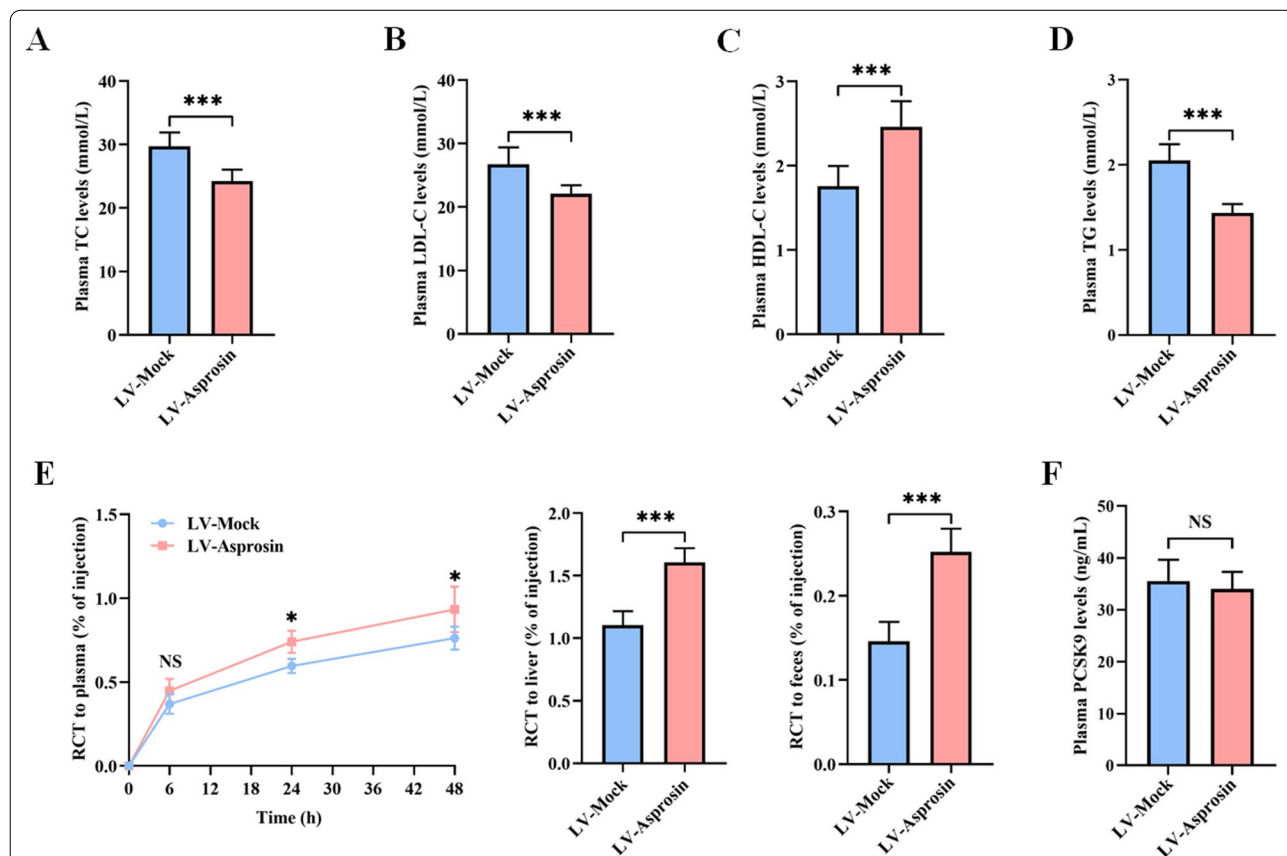 A
Plasma TC levels (mmol/L)
40
30
20
10
0
***
LV-Mock
LV-Asprosin
B
Plasma LDL-C levels (mmol/L)
40
30
20
10
0
***
LV-Mock
LV-Asprosin
C
Plasma HDL-C levels (mmol/L)
3
2
1
0
***
LV-Mock
LV-Asprosin
D
Plasma TG levels (mmol/L)
3
2
1
0
***
LV-Mock
LV-Asprosin
E
RCT to plasma (% of injection)
1.5
1.0
0.5
0.0
LV-Mock
LV-Asprosin
NS
*
*
0 6 12 18 24 30 36 42 48
Time (h)
RCT to liver (% of injection)
2.0
1.5
1.0
0.5
0.0
***
LV-Mock
LV-Asprosin
RCT to feces (% of injection)
0.3
0.2
0.1
0.0
***
LV-Mock
LV-Asprosin
F
Plasma PCSK9 levels (ng/mL)
50
40
30
20
10
0
NS
LV-Mock
LV-Asprosin